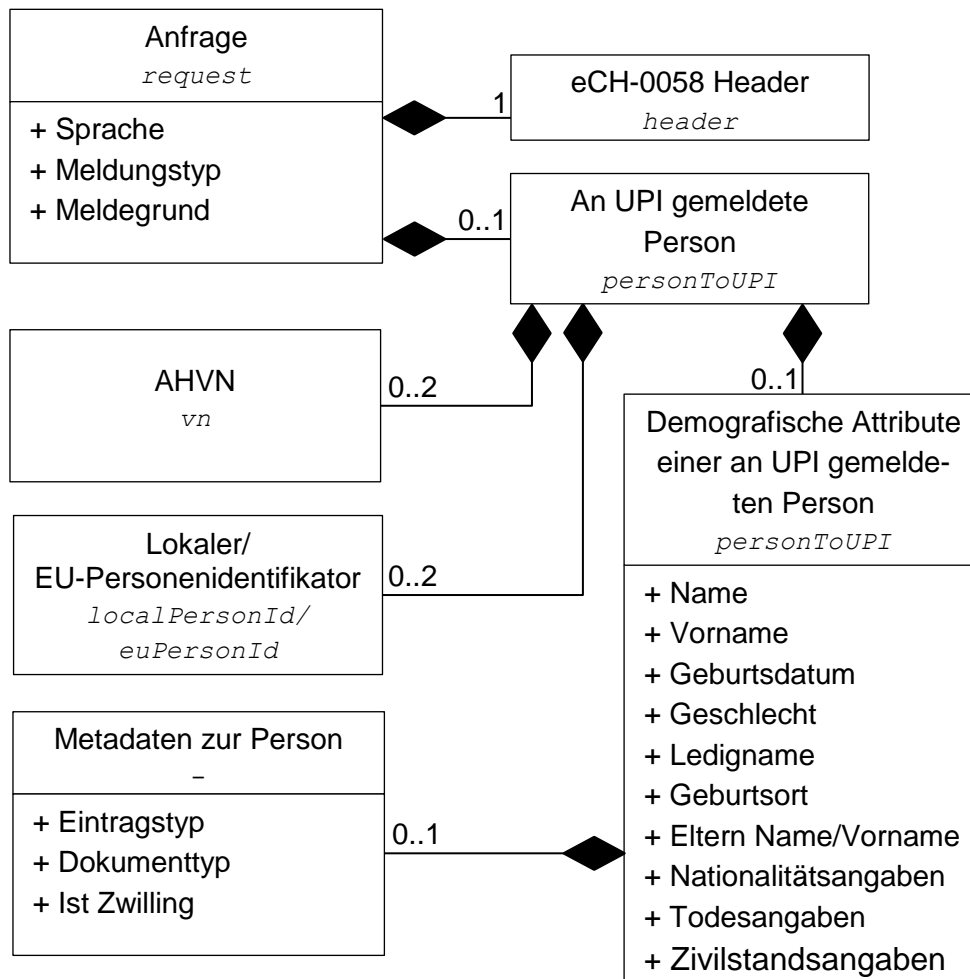 Anfrage
request
+ Sprache
+ Meldungstyp
+ Meldegrund
1
eCH-0058 Header
header
0..1
An UPI gemeldete
Person
personToUPI
AHVN
vn
0..2
0..1
Lokaler/
EU-Personenidentifikator
localPersonId/
euPersonId
0..2
Demografische Attribute
einer an UPI gemelde-
ten Person
personToUPI
+ Name
+ Vorname
+ Geburtsdatum
+ Geschlecht
+ Ledigname
+ Geburtsort
+ Eltern Name/Vorname
+ Nationalitätsangaben
+ Todesangaben
+ Zivilstandsangaben
Metadaten zur Person
–
+ Eintragstyp
+ Dokumenttyp
+ Ist Zwilling
0..1